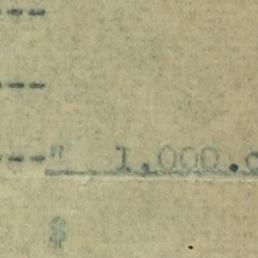 --
--
-- " 1,000.
$